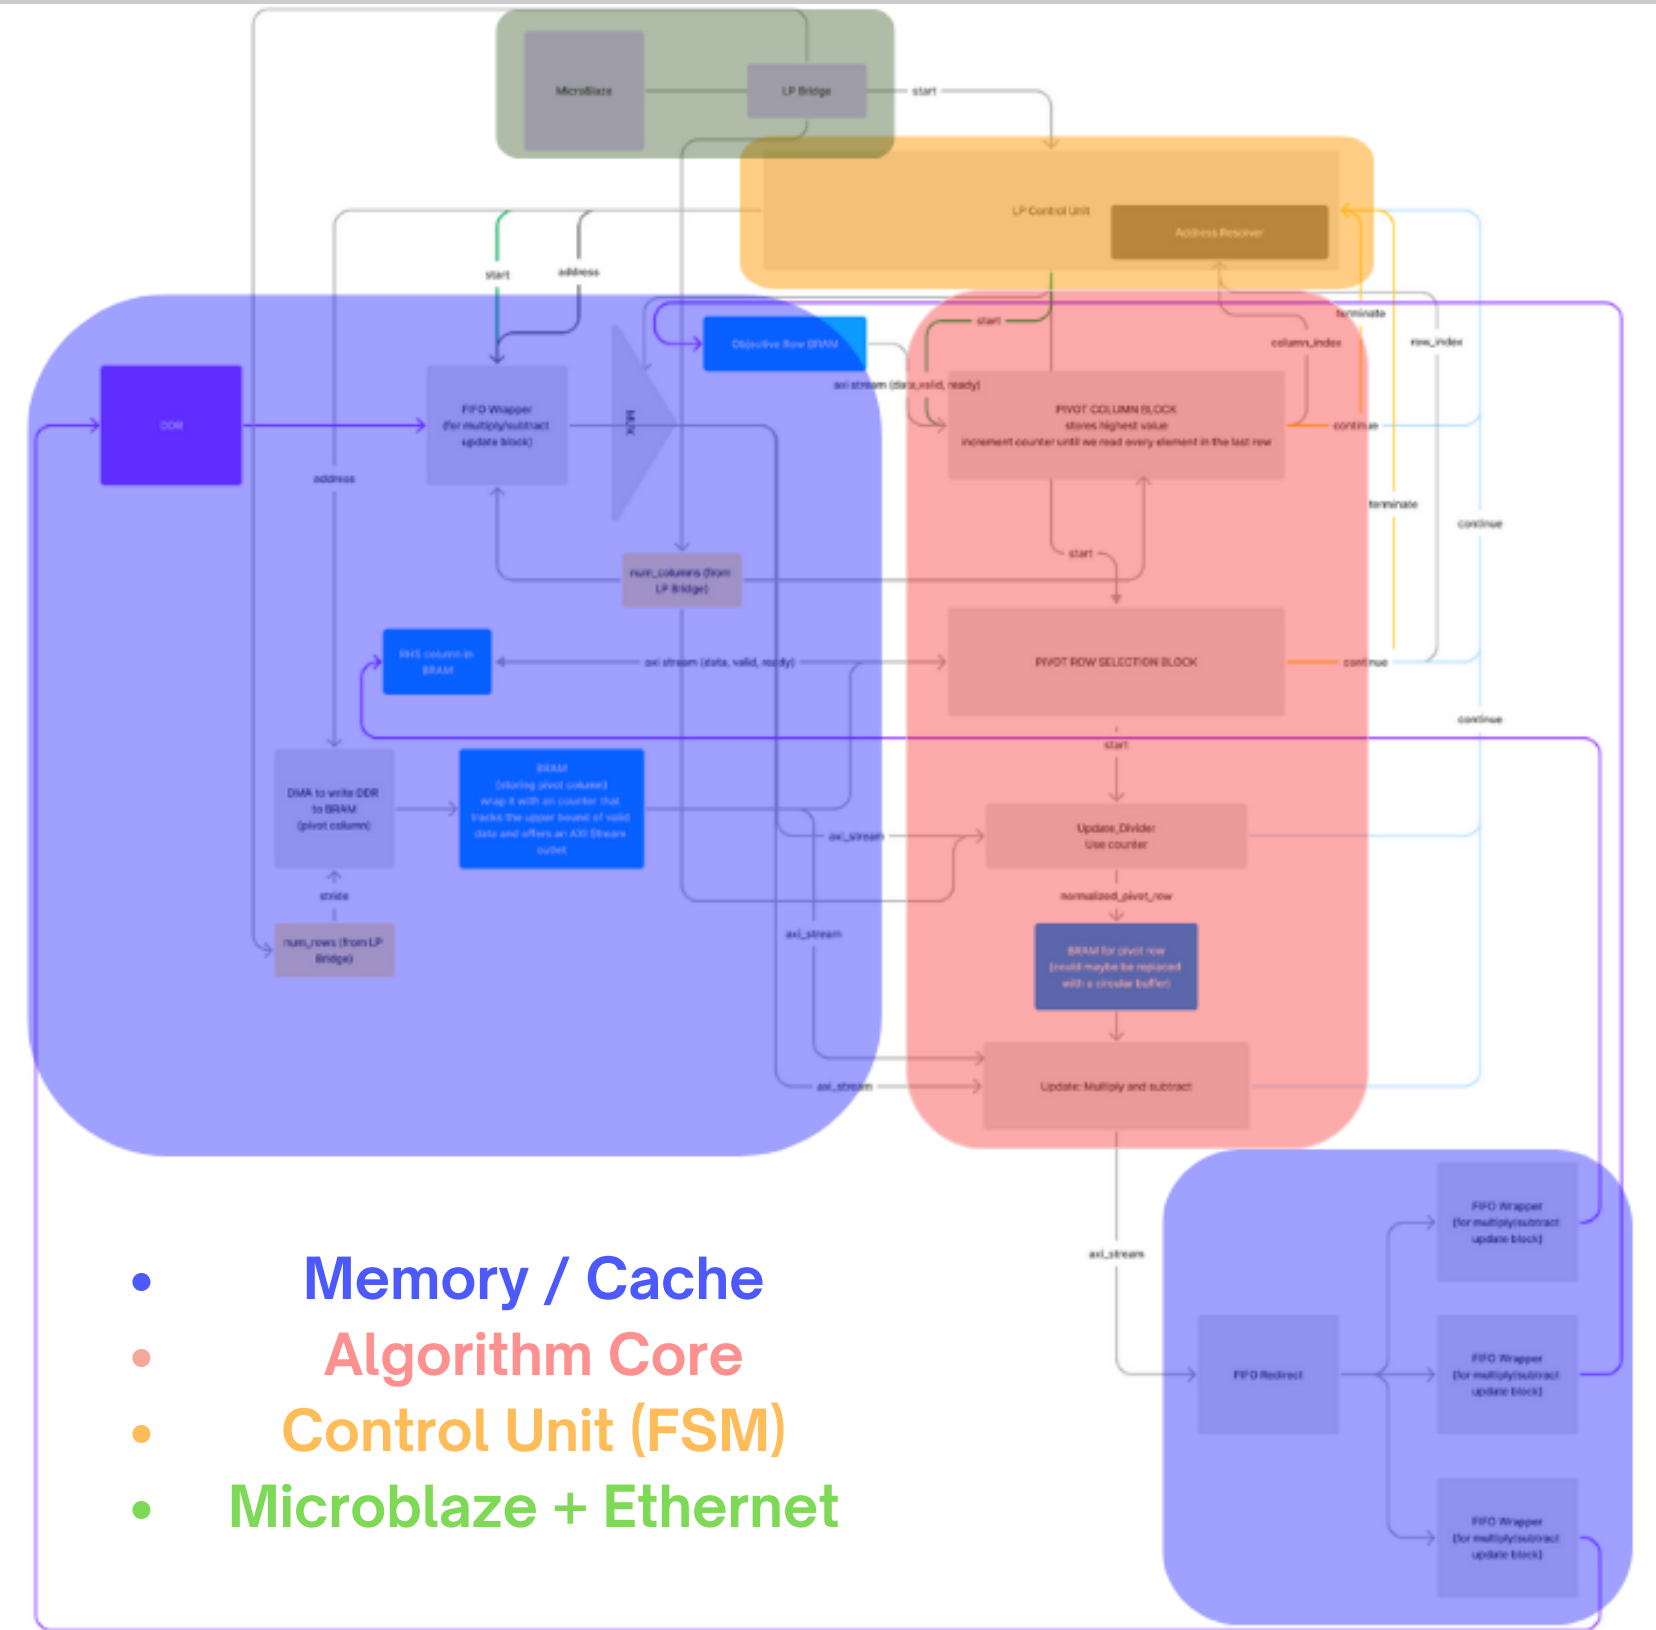 MicroBlaze
LP Bridge
start
LP Control Unit
Address Resolver
start
address
terminate
start
Objective Row BRAM
column_index
row_index
axi stream (data,valid, ready)
DDR
FIFO Wrapper
(for multiply/subtract
update block)
MUX
PIVOT COLUMN BLOCK
stores highest value
increment counter until we read every element in the last row
continue
address
terminate
continue
start
num_columns (from
LP Bridge)
RHS column in
BRAM
axi stream (data, valid, ready)
PIVOT ROW SELECTION BLOCK
continue
continue
start
DMA to write DDR
to BRAM
(pivot column)
BRAM
(storing pivot column)
wrap it with an counter that
tracks the upper bound of valid
data and offers an AXI Stream
outlet
axi_stream
Update_Divider
Use counter
stride
normalized_pivot_row
num_rows (from LP
Bridge)
axi_stream
BRAM for pivot row
(could maybe be replaced
with a circular buffer)
axi_stream
Update: Multiply and subtract
axi_stream
FIFO Wrapper
(for multiply/subtract
update block)
FIFO Redirect
FIFO Wrapper
(for multiply/subtract
update block)
FIFO Wrapper
(for multiply/subtract
update block)
• Memory / Cache
• Algorithm Core
• Control Unit (FSM)
• Microblaze + Ethernet